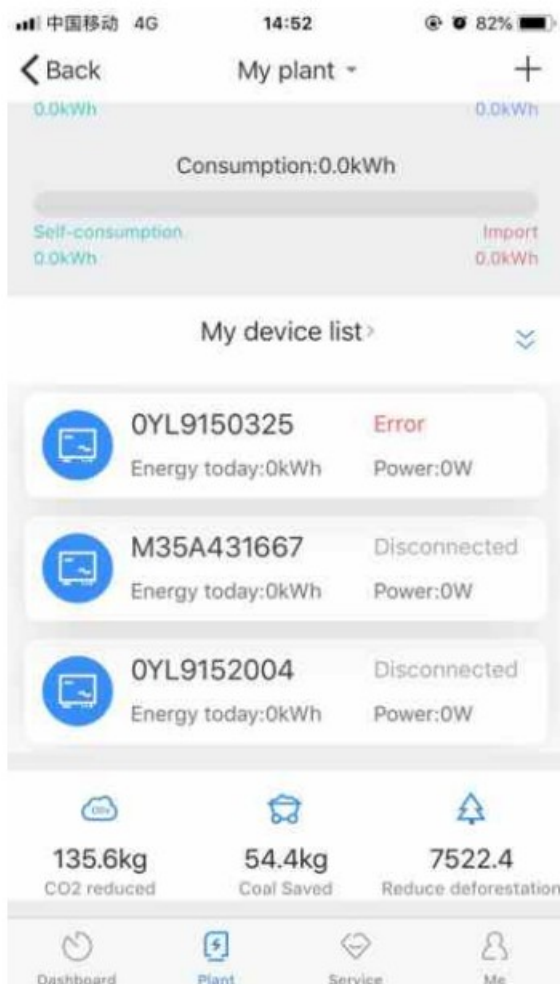 中国移动 4G 14:52 82%
Back My plant +
0.0kWh 0.0kWh
Consumption:0.0kWh
Self-consumption Import
0.0kWh 0.0kWh
My device list
0YL9150325 Error
Energy today:0kWh Power:0W
M35A431667 Disconnected
Energy today:0kWh Power:0W
0YL9152004 Disconnected
Energy today:0kWh Power:0W
135.6kg 54.4kg 7522.4
CO2 reduced Coal Saved Reduce deforestation
Dashboard Plant Service Me